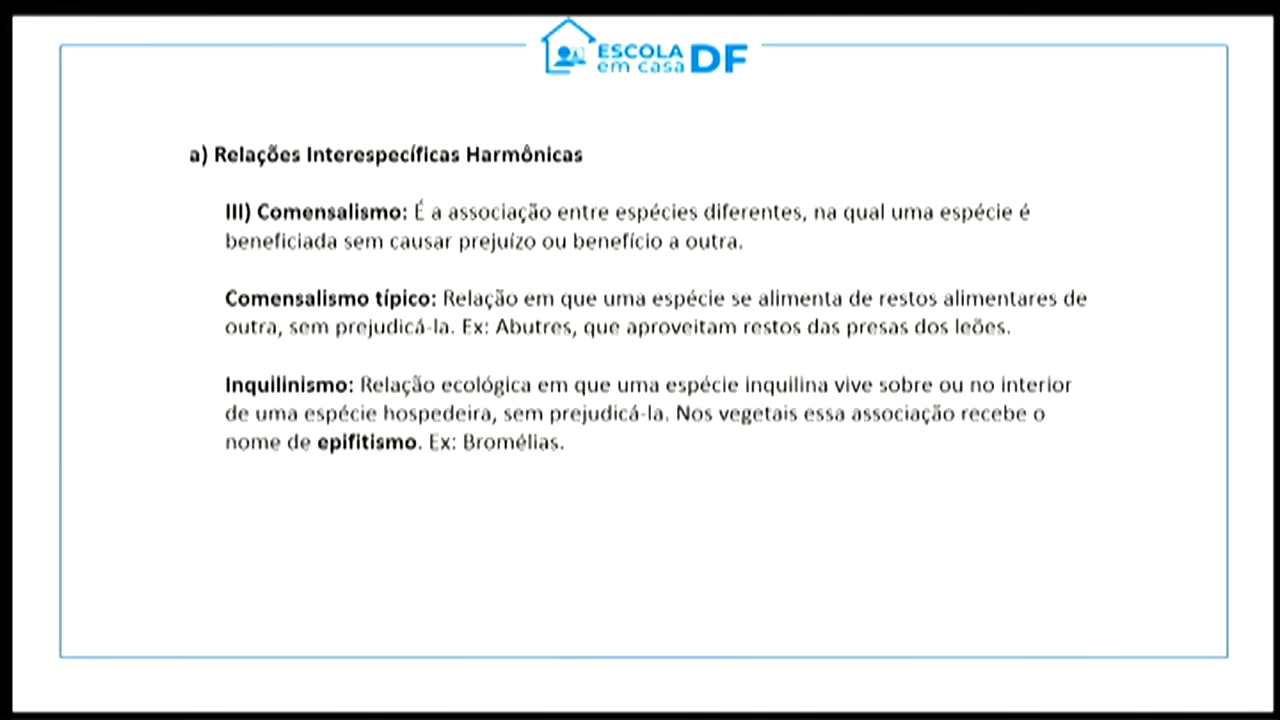 ESCOLA
em casa DF
a) Relações Interespecíficas Harmônicas
III) Comensalismo: É a associação entre espécies diferentes, na qual uma espécie é
beneficiada sem causar prejuízo ou benefício a outra.
Comensalismo típico: Relação em que uma espécie se alimenta de restos alimentares de
outra, sem prejudicá-la. Ex: Abutres, que aproveitam restos das presas dos leões.
Inquilinismo: Relação ecológica em que uma espécie inquilina vive sobre ou no interior
de uma espécie hospedeira, sem prejudicá-la. Nos vegetais essa associação recebe o
nome de epifitismo. Ex: Bromélias.